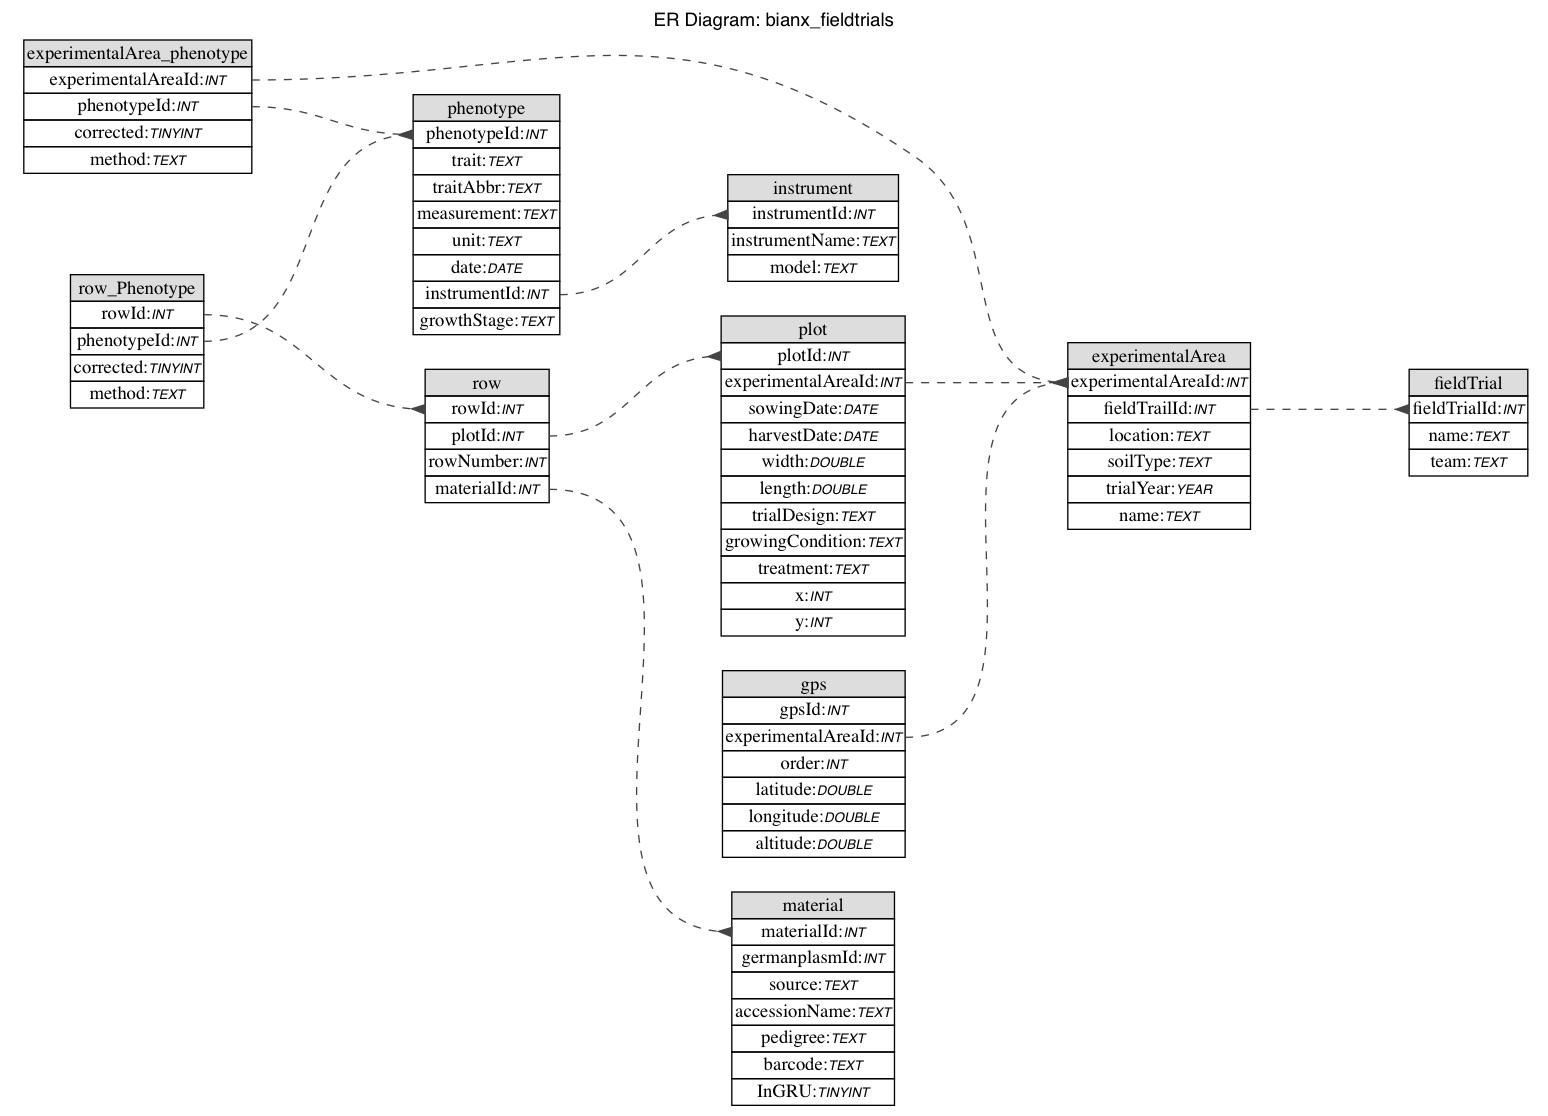 ER Diagram: bianx_fieldtrials
experimentalArea_phenotype
experimentalAreaId:INT
phenotypeId:INT
corrected:TINYINT
method:TEXT
phenotype
phenotypeId:INT
trait:TEXT
traitAbbr:TEXT
measurement:TEXT
unit:TEXT
date:DATE
instrumentId:INT
growthStage:TEXT
instrument
instrumentId:INT
instrumentName:TEXT
model:TEXT
row_Phenotype
rowId:INT
phenotypeId:INT
corrected:TINYINT
method:TEXT
row
rowId:INT
plotId:INT
rowNumber:INT
materialId:INT
plot
plotId:INT
experimentalAreaId:INT
sowingDate:DATE
harvestDate:DATE
width:DOUBLE
length:DOUBLE
trialDesign:TEXT
growingCondition:TEXT
treatment:TEXT
x:INT
y:INT
experimentalArea
experimentalAreaId:INT
fieldTrailId:INT
location:TEXT
soilType:TEXT
trialYear:YEAR
name:TEXT
fieldTrial
fieldTrialId:INT
name:TEXT
team:TEXT
gps
gpsId:INT
experimentalAreaId:INT
order:INT
latitude:DOUBLE
longitude:DOUBLE
altitude:DOUBLE
material
materialId:INT
germanplasmId:INT
source:TEXT
accessionName:TEXT
pedigree:TEXT
barcode:TEXT
InGRU:TINYINT